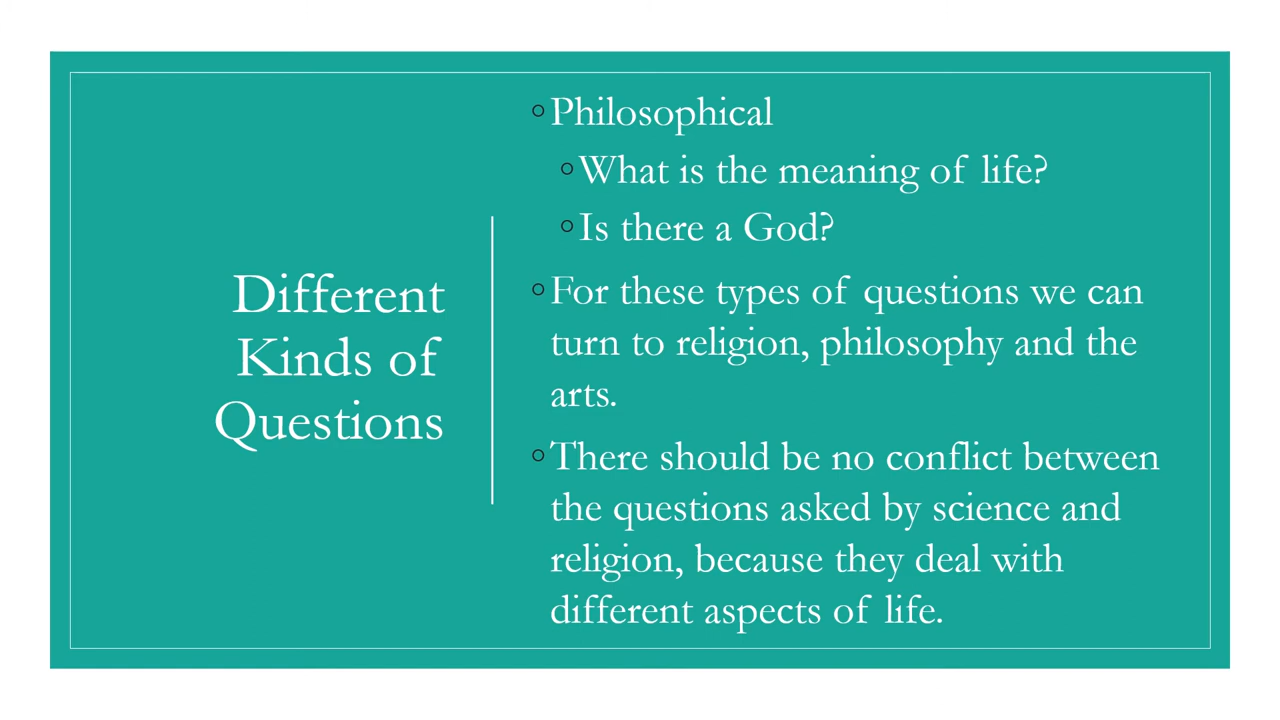 Different
Kinds of
Questions
◦Philosophical
◦What is the meaning of life?
◦Is there a God?
◦For these types of questions we can
turn to religion, philosophy and the
arts.
◦There should be no conflict between
the questions asked by science and
religion, because they deal with
different aspects of life.